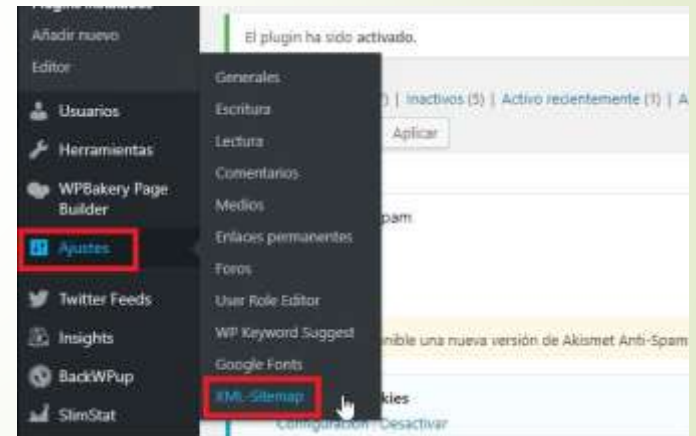 Plugins instalados
Añadir nuevo
Editor
Usuarios
Herramientas
WPBakery Page
Builder
Ajustes
Twitter Feeds
Insights
BackWPup
SlimStat
Generales
Escritura
Lectura
Comentarios
Medios
Enlaces permanentes
Foros
User Role Editor
WP Keyword Suggest
Google Fonts
XML-Sitemap
El plugin ha sido activado.
) | Inactivos (5) | Activo recientemente (1) | A
Aplicar
pam
nible una nueva versión de Akismet Anti-Spam
kies
Configuración Desactivar